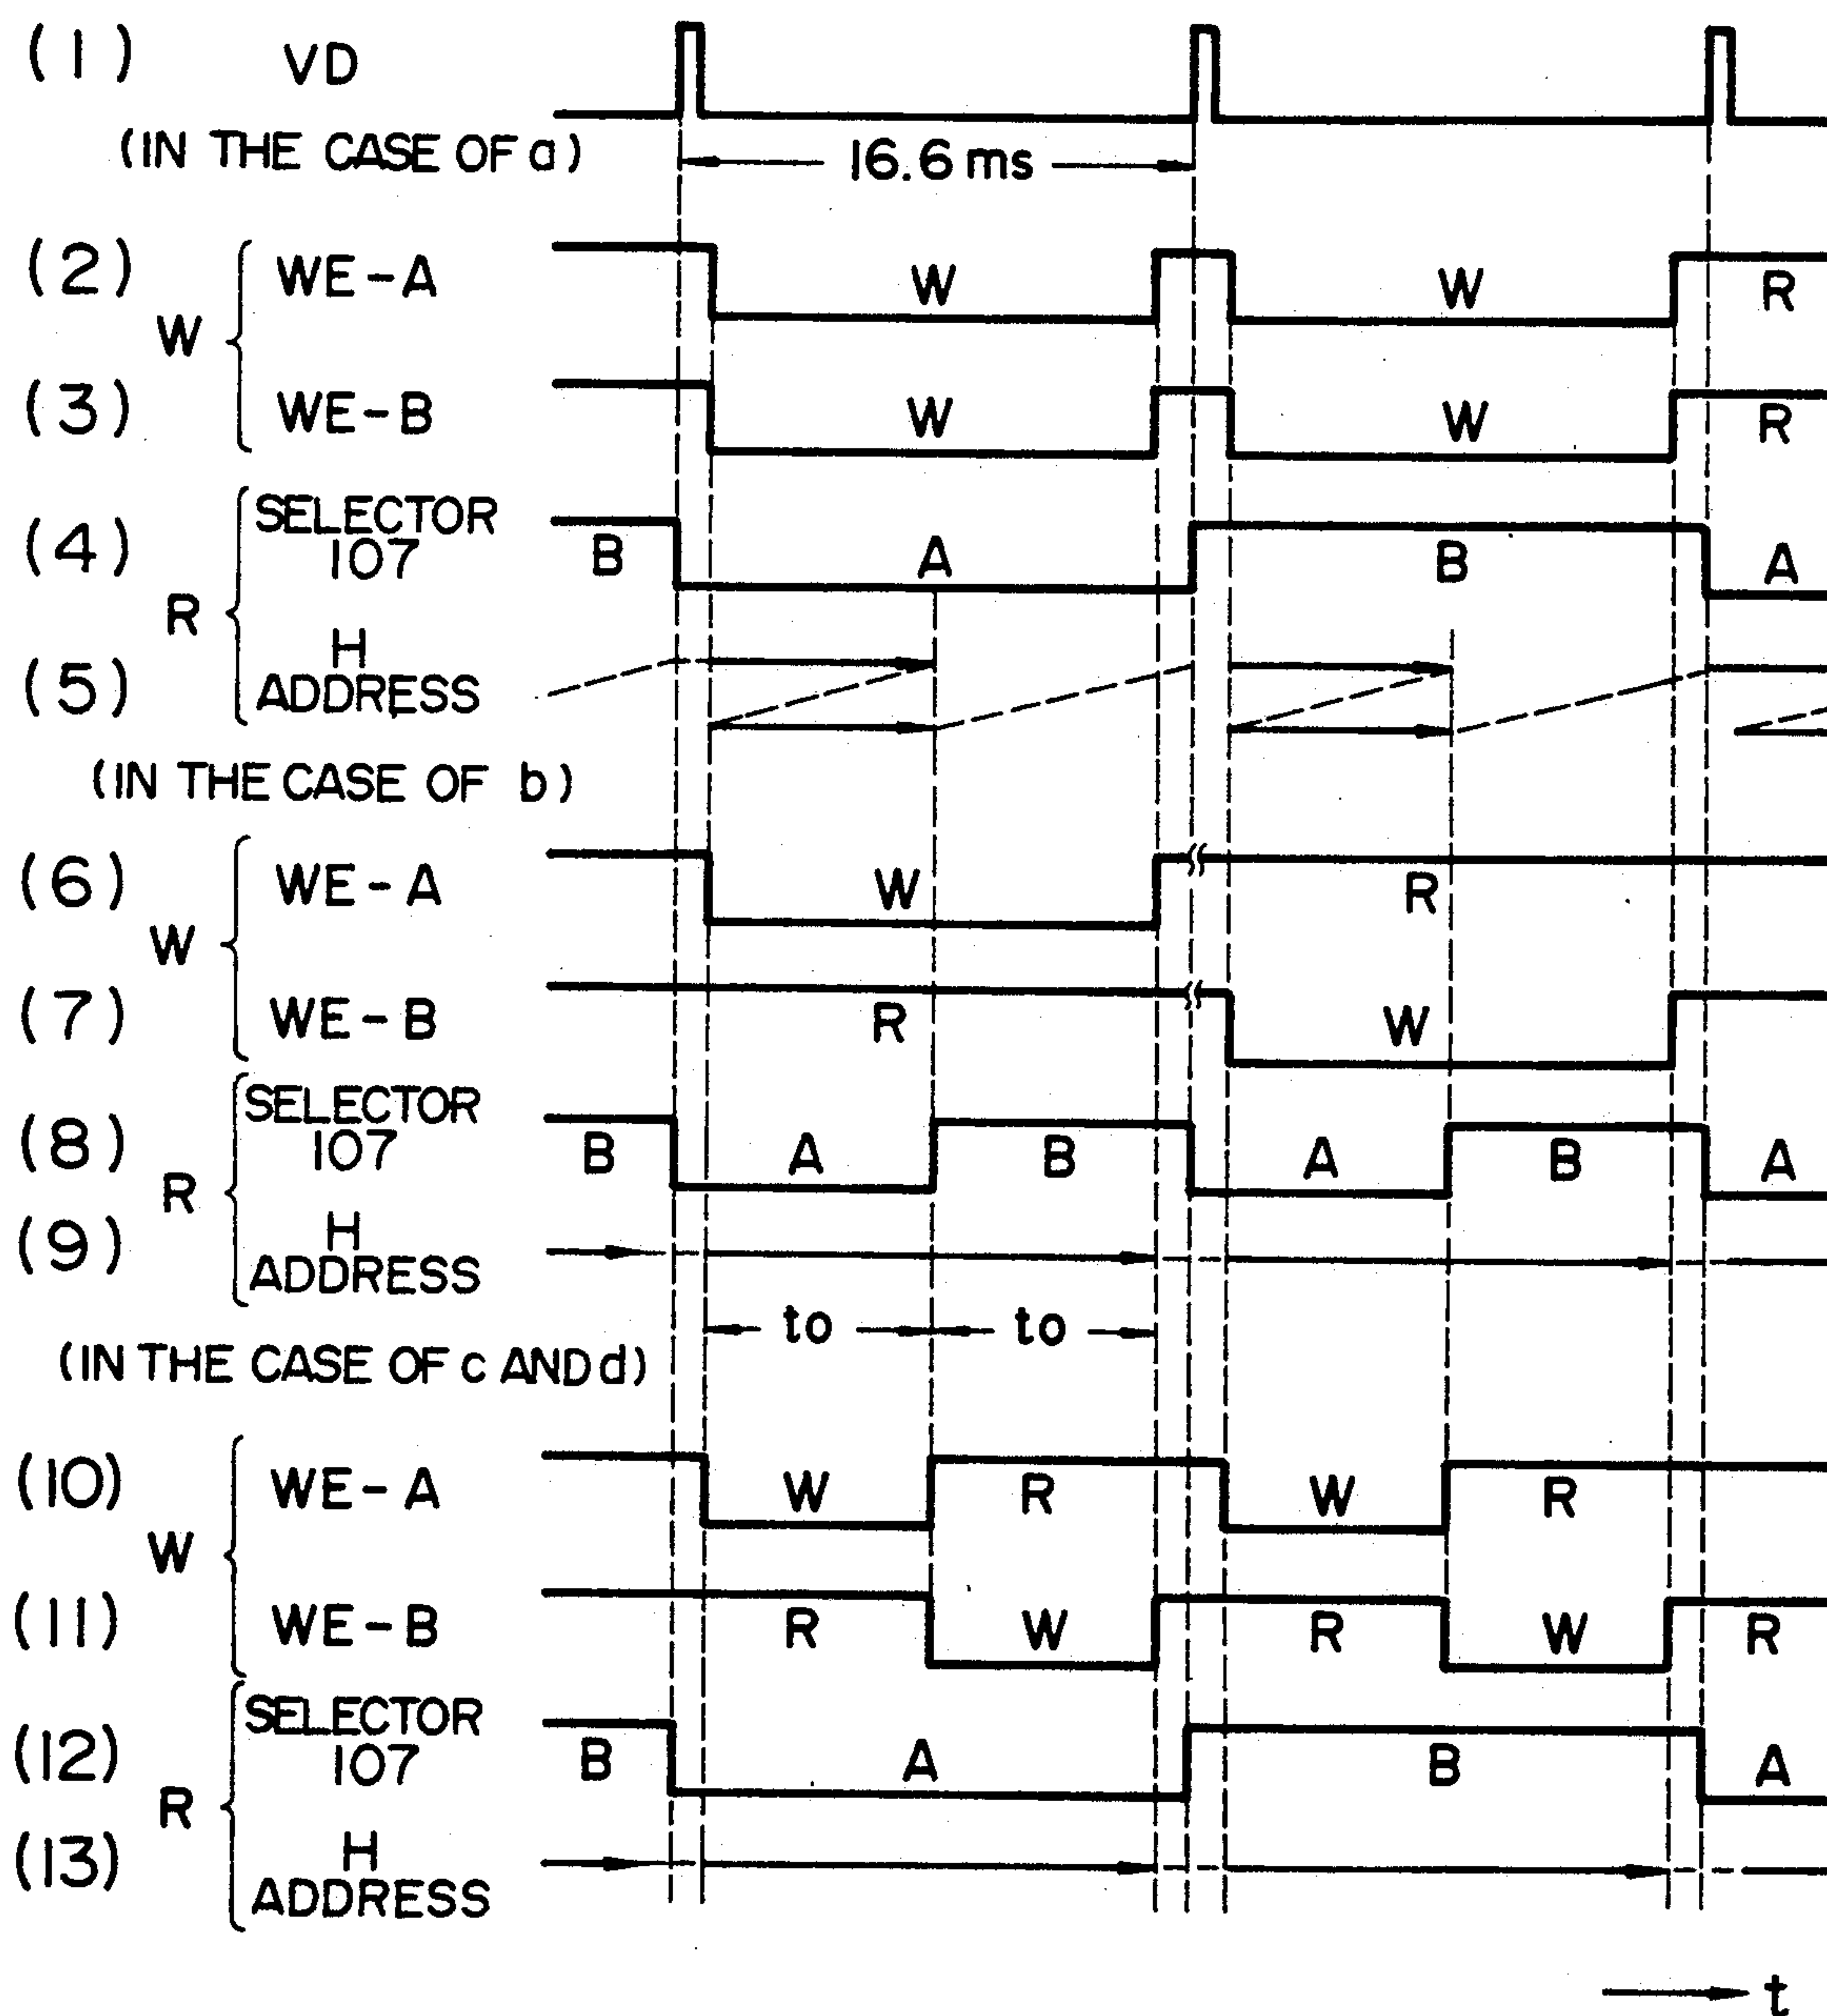 (1) VD
(IN THE CASE OF a)
16.6 ms
(2) WE-A W W R
W
(3) WE-B W W R
(4) SELECTOR 107 B A B A
R
(5) H ADDRESS
(IN THE CASE OF b)
(6) WE-A W R
W
(7) WE-B R W
(8) SELECTOR 107 B A B A B A
R
(9) H ADDRESS
to to
(IN THE CASE OF c AND d)
(10) WE-A W R W R
W
(11) WE-B R W R W R
(12) SELECTOR 107 B A B A
R
(13) H ADDRESS
t